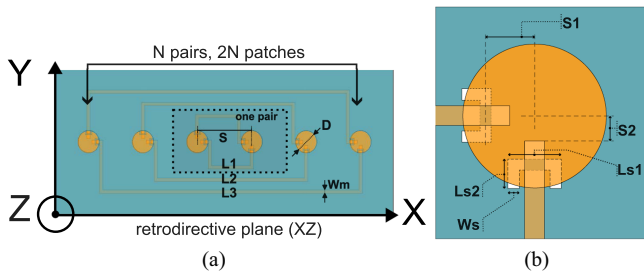 N pairs, 2N patches
Y
one pair
D
S
L1
L2
L3
Wm
Z
X
retrodirective plane (XZ)
(a)
S1
S2
Ls1
Ls2
Ws
(b)